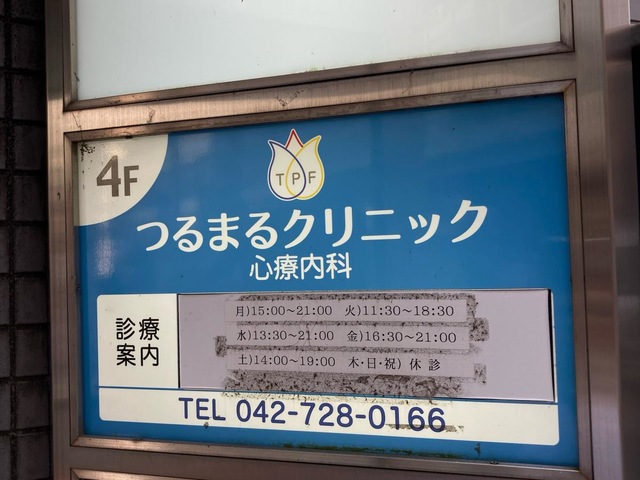 4F
TPF
つるまるクリニック
心療内科
診療
案内
月)15:00～21:00 火)11:30～18:30
水)13:30～21:00 金)16:30～21:00
土)14:00～19:00 木・日・祝) 休 診
TEL 042-728-0166